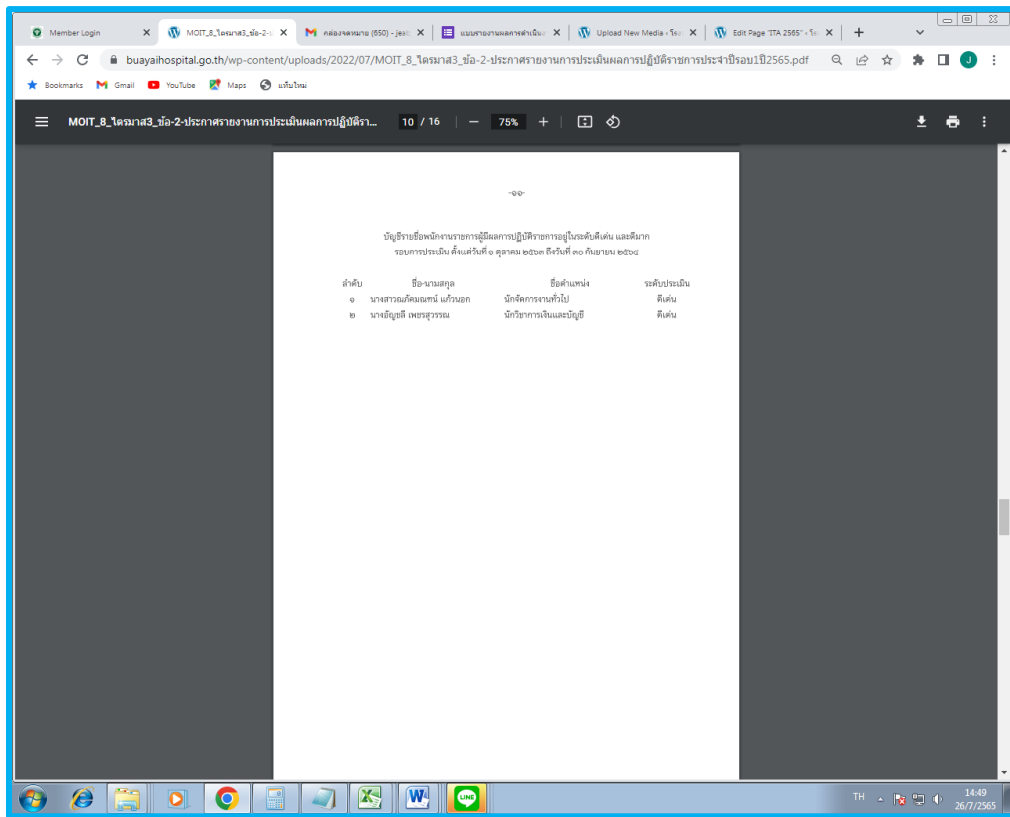 Member Login
MOIT_8_ไตรมาส3_ข้อ-2-ป
กล่องจดหมาย (650) - jeab
แบบรายงานผลการดำเนิน
Upload New Media ‹ โรง
Edit Page "ITA 2565" ‹ โร
buayaihospital.go.th/wp-content/uploads/2022/07/MOIT_8_ไตรมาส3_ข้อ-2-ประกาศรายงานการประเมินผลการปฏิบัติราชการประจำปีรอบ1ปี2565.pdf
J
Bookmarks
Gmail
YouTube
Maps
แท็บใหม่
MOIT_8_ไตรมาส3_ข้อ-2-ประกาศรายงานการประเมินผลการปฏิบัติรา...
10 / 16
75%
-๑๑-
บัญชีรายชื่อพนักงานราชการผู้มีผลการปฏิบัติราชการอยู่ในระดับดีเด่น และดีมาก
รอบการประเมิน ตั้งแต่วันที่ ๑ ตุลาคม ๒๕๖๓ ถึงวันที่ ๓๐ กันยายน ๒๕๖๔
ลำดับ ชื่อ-นามสกุล ชื่อตำแหน่ง ระดับประเมิน
๑ นางสาวณภัคมณฑน์ แก้วนอก นักจัดการงานทั่วไป ดีเด่น
๒ นางอัญชลี เพชรสุวรรณ นักวิชาการเงินและบัญชี ดีเด่น
LINE
TH
14:49
26/7/2565